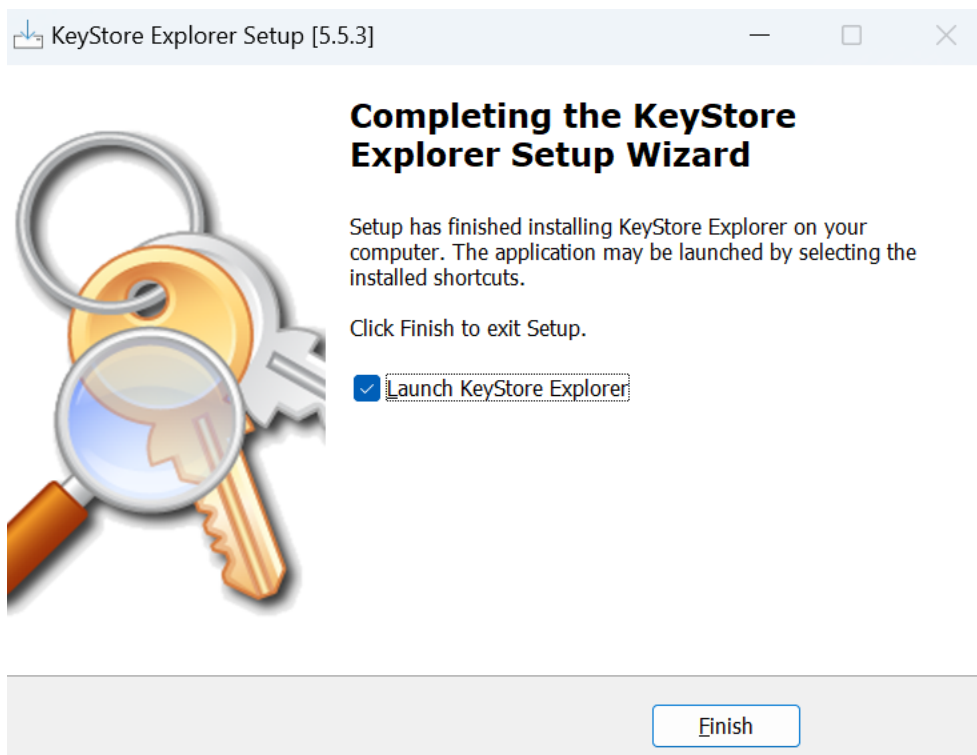 KeyStore Explorer Setup [5.5.3]
Completing the KeyStore
Explorer Setup Wizard
Setup has finished installing KeyStore Explorer on your
computer. The application may be launched by selecting the
installed shortcuts.
Click Finish to exit Setup.
Launch KeyStore Explorer
Finish